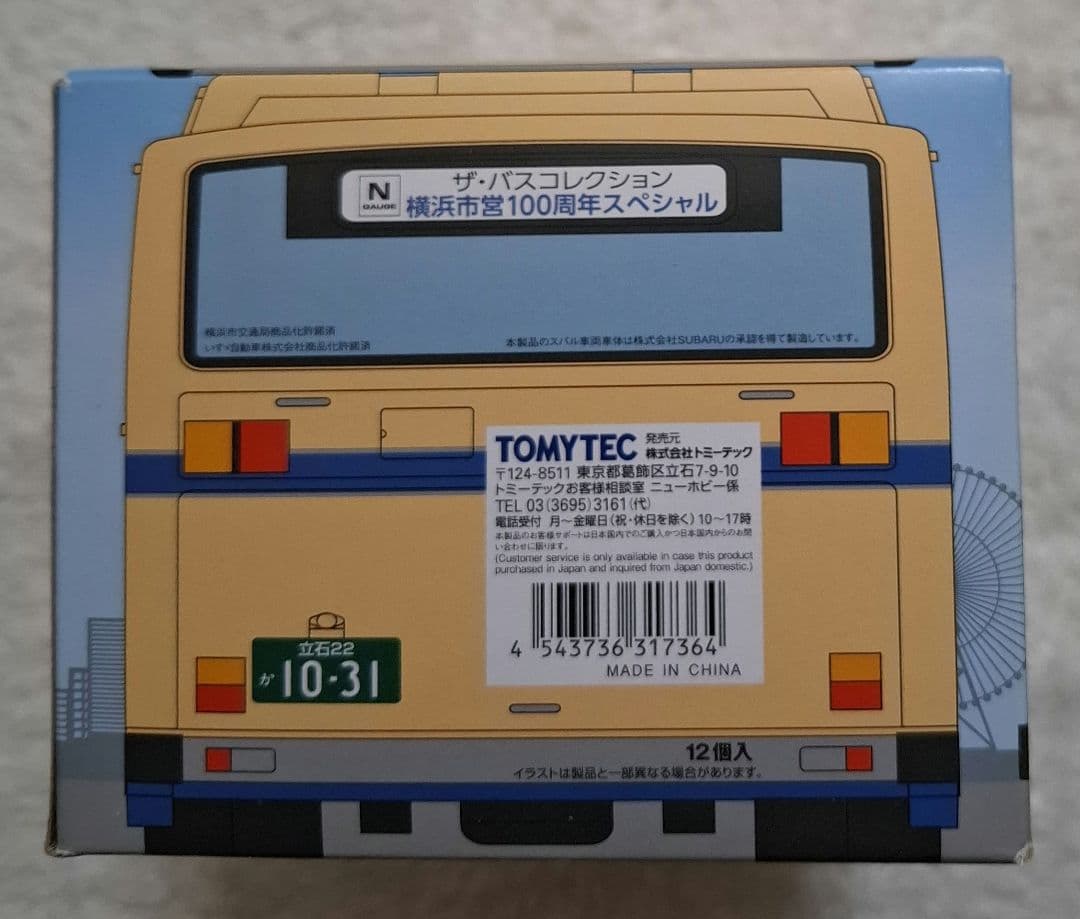 N
GAUGE
ザ・バスコレクション
横浜市営100周年スペシャル
横浜市交通局商品化許諾済
いすゞ自動車株式会社商品化許諾済
本製品のスバル車両車体は株式会社SUBARUの承認を得て製造しています。
TOMYTEC 発売元
株式会社トミーテック
〒124-8511 東京都葛飾区立石7-9-10
トミーテックお客様相談室 ニューホビー係
TEL 03(3695)3161(代)
電話受付 月〜金曜日(祝・休日を除く)10〜17時
本製品のお客様サポートは日本国内でのご購入かつ日本国内からのお問
い合わせに限ります。
(Customer service is only available in case this product
purchased in Japan and inquired from Japan domestic.)
4 543736 317364
MADE IN CHINA
立石22
か 10-31
12個入
イラストは製品と一部異なる場合があります。